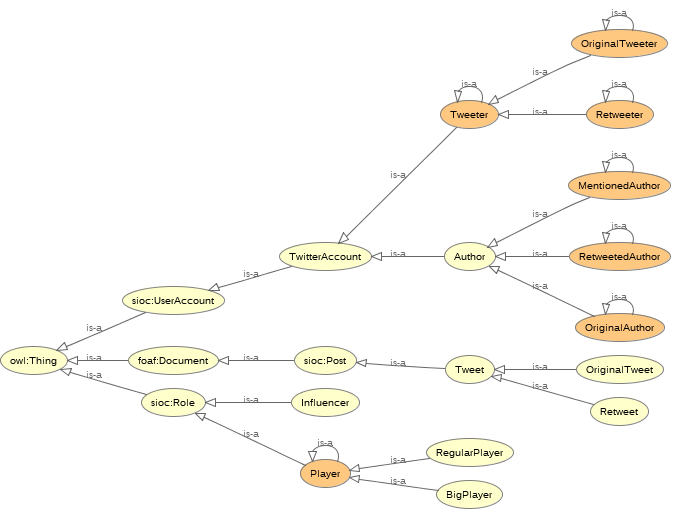 is-a
OriginalTweeter
is-a
is-a
is-a
Tweeter
is-a
Retweeter
is-a
is-a
MentionedAuthor
is-a
is-a
TwitterAccount
is-a
Author
is-a
RetweetedAuthor
is-a
is-a
sioc:UserAccount
is-a
OriginalAuthor
is-a
owl:Thing
is-a
foaf:Document
is-a
sioc:Post
is-a
Tweet
is-a
OriginalTweet
is-a
is-a
sioc:Role
is-a
Influencer
Retweet
is-a
is-a
Player
is-a
RegularPlayer
is-a
BigPlayer